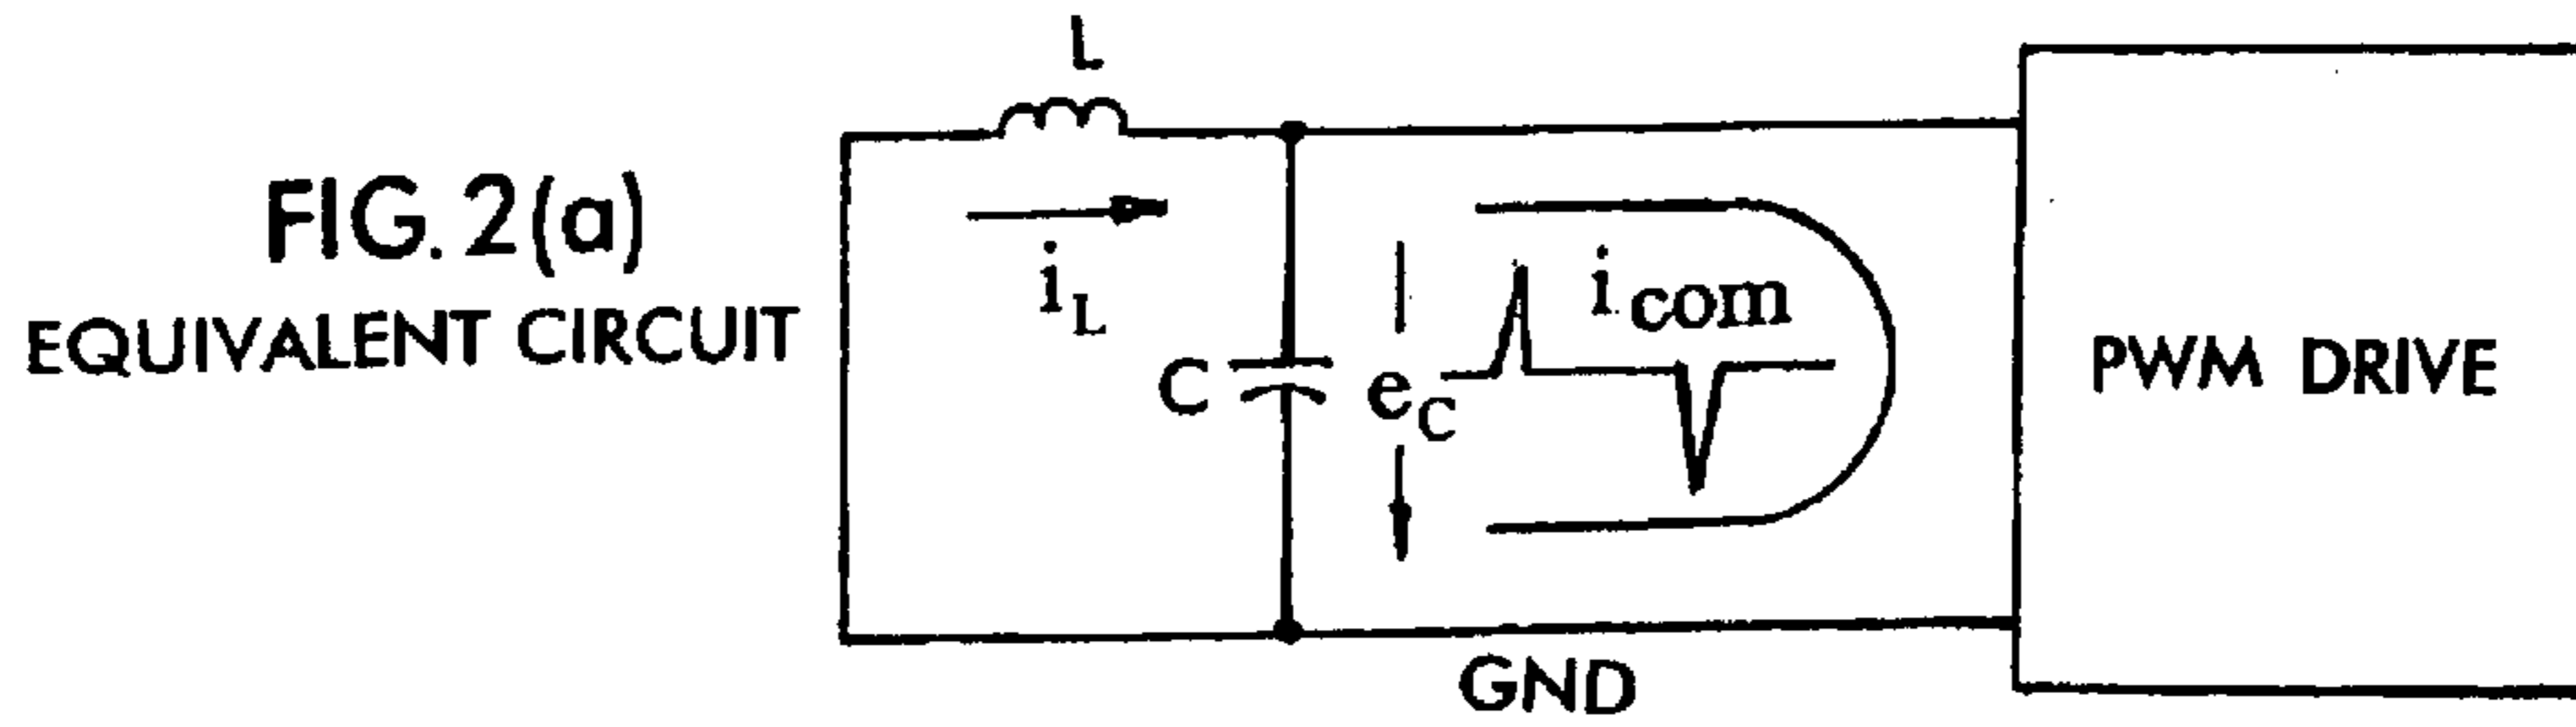 L
FIG. 2(a)
EQUIVALENT CIRCUIT
i_L
C
e_C
i_com
PWM DRIVE
GND